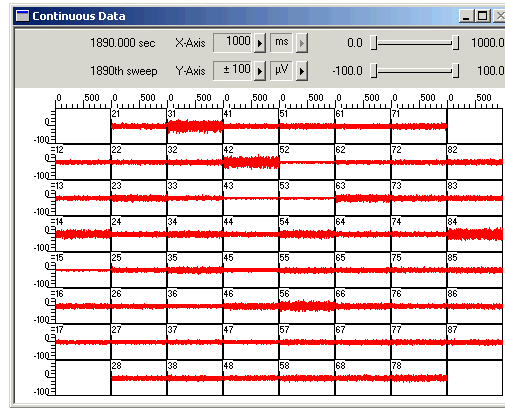 Continuous Data
1890.000 sec X-Axis 1000 ms 0.0 1000.0
1890th sweep Y-Axis ± 100 µV -100.0 100.0
0 500 0 500 0 500 0 500 0 500 0 500 0 500 0 500
21 31 41 51 61 71
0
-100
12 22 32 42 52 62 72 82
0
-100
13 23 33 43 53 63 73 83
0
-100
14 24 34 44 54 64 74 84
0
-100
15 25 35 45 55 65 75 85
0
-100
16 26 36 46 56 66 76 86
0
-100
17 27 37 47 57 67 77 87
0
-100
28 38 48 58 68 78
0
-100